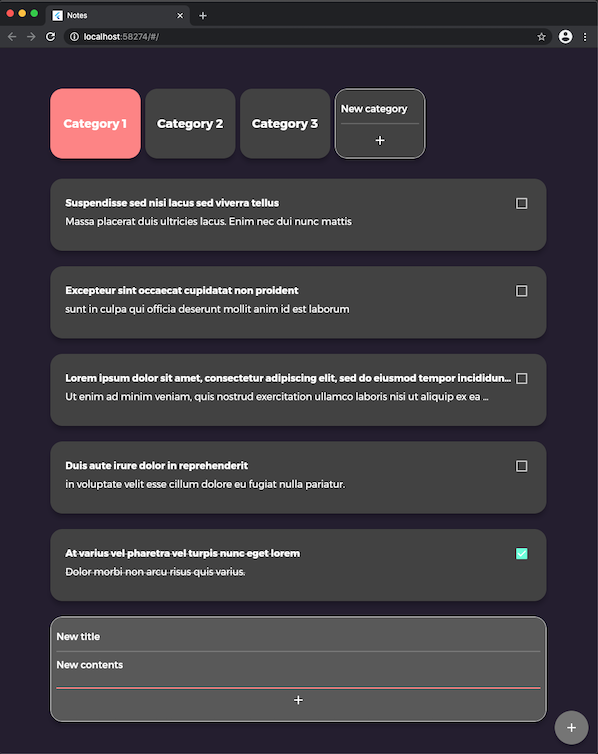 Notes
localhost:58274/#/
Category 1
Category 2
Category 3
New category
Suspendisse sed nisi lacus sed viverra tellus
Massa placerat duis ultricies lacus. Enim nec dui nunc mattis
Excepteur sint occaecat cupidatat non proident
sunt in culpa qui officia deserunt mollit anim id est laborum
Lorem ipsum dolor sit amet, consectetur adipiscing elit, sed do eiusmod tempor incididun...
Ut enim ad minim veniam, quis nostrud exercitation ullamco laboris nisi ut aliquip ex ea ...
Duis aute irure dolor in reprehenderit
in voluptate velit esse cillum dolore eu fugiat nulla pariatur.
At varius vel pharetra vel turpis nunc eget lorem
Dolor morbi non arcu risus quis varius.
New title
New contents